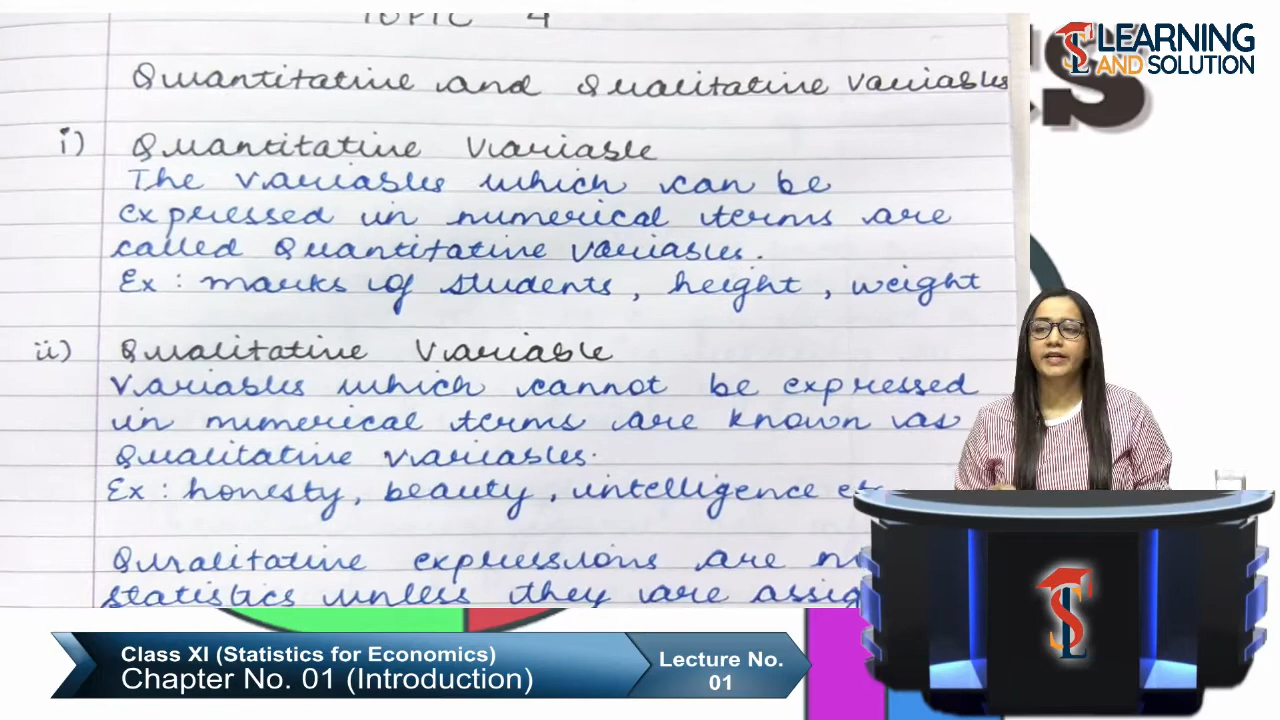 TOPIC 4
Quantitative and Qualitative Variables
i) Quantitative Variable
The variables which can be
expressed in numerical terms are
called Quantitative variables.
Ex : marks of students, height, weight
ii) Qualitative Variable
Variables which cannot be expressed
in numerical terms are known as
Qualitative variables.
Ex : honesty, beauty, intelligence etc
Qualitative expressions are
statistics unless they are
LEARNING
AND SOLUTION
Class XI (Statistics for Economics)
Chapter No. 01 (Introduction)
Lecture No.
01